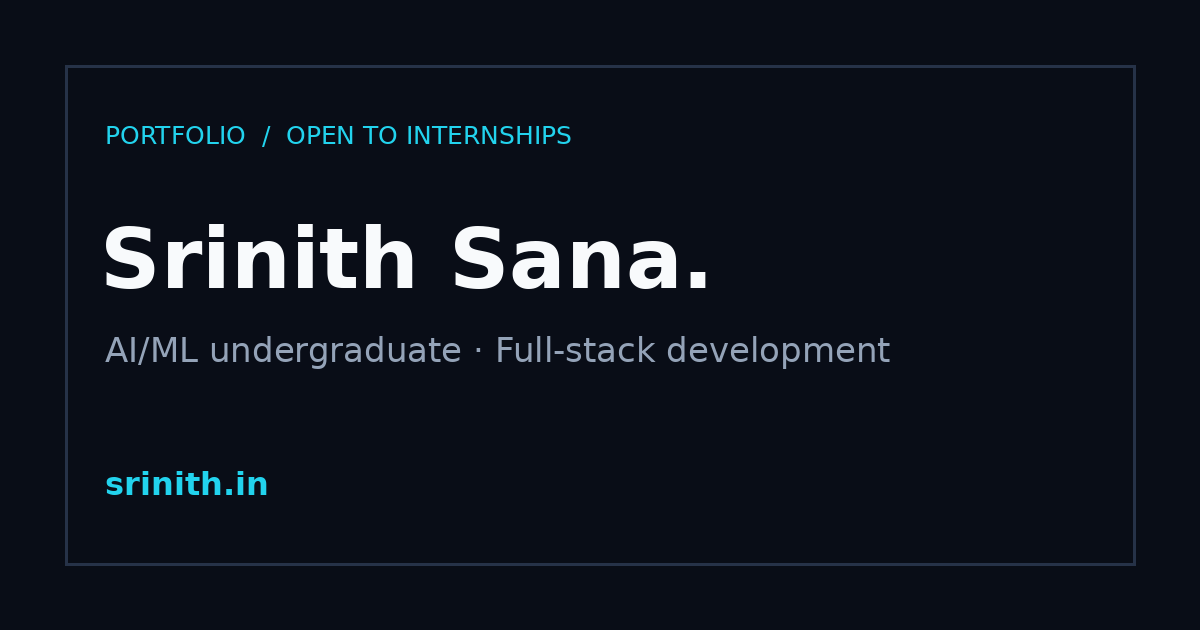 PORTFOLIO / OPEN TO INTERNSHIPS
Srinith Sana.
AI/ML undergraduate · Full-stack development
srinith.in